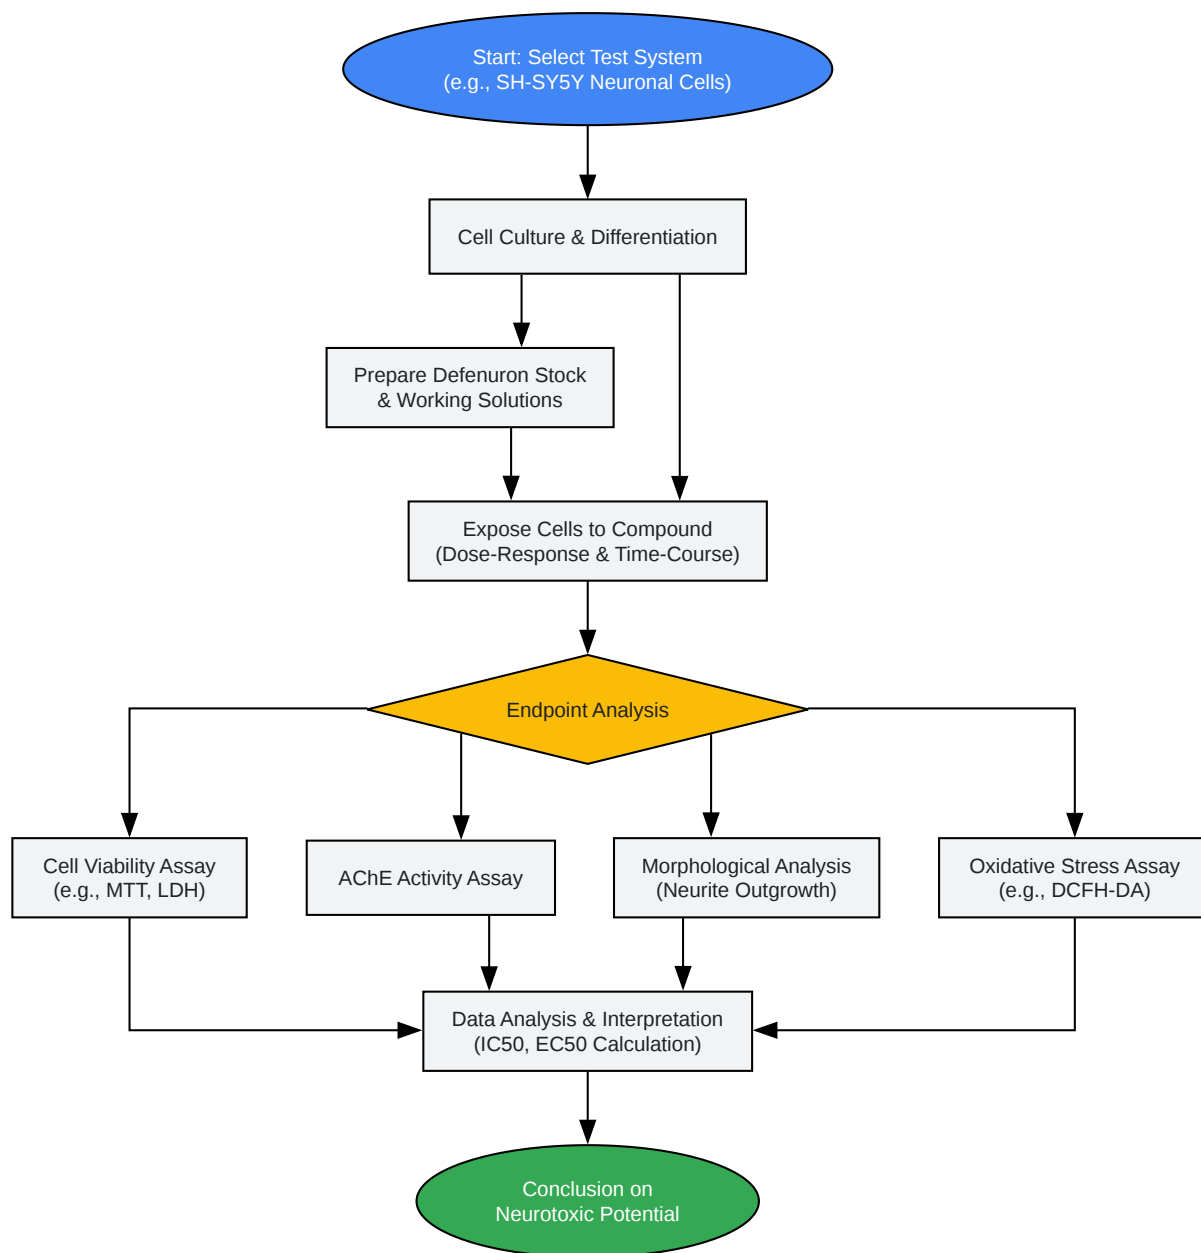 Start: Select Test System
(e.g., SH-SY5Y Neuronal Cells)
Cell Culture & Differentiation
Prepare Defenuron Stock
& Working Solutions
Expose Cells to Compound
(Dose-Response & Time-Course)
Endpoint Analysis
Cell Viability Assay
(e.g., MTT, LDH)
AChE Activity Assay
Morphological Analysis
(Neurite Outgrowth)
Oxidative Stress Assay
(e.g., DCFH-DA)
Data Analysis & Interpretation
(IC50, EC50 Calculation)
Conclusion on
Neurotoxic Potential